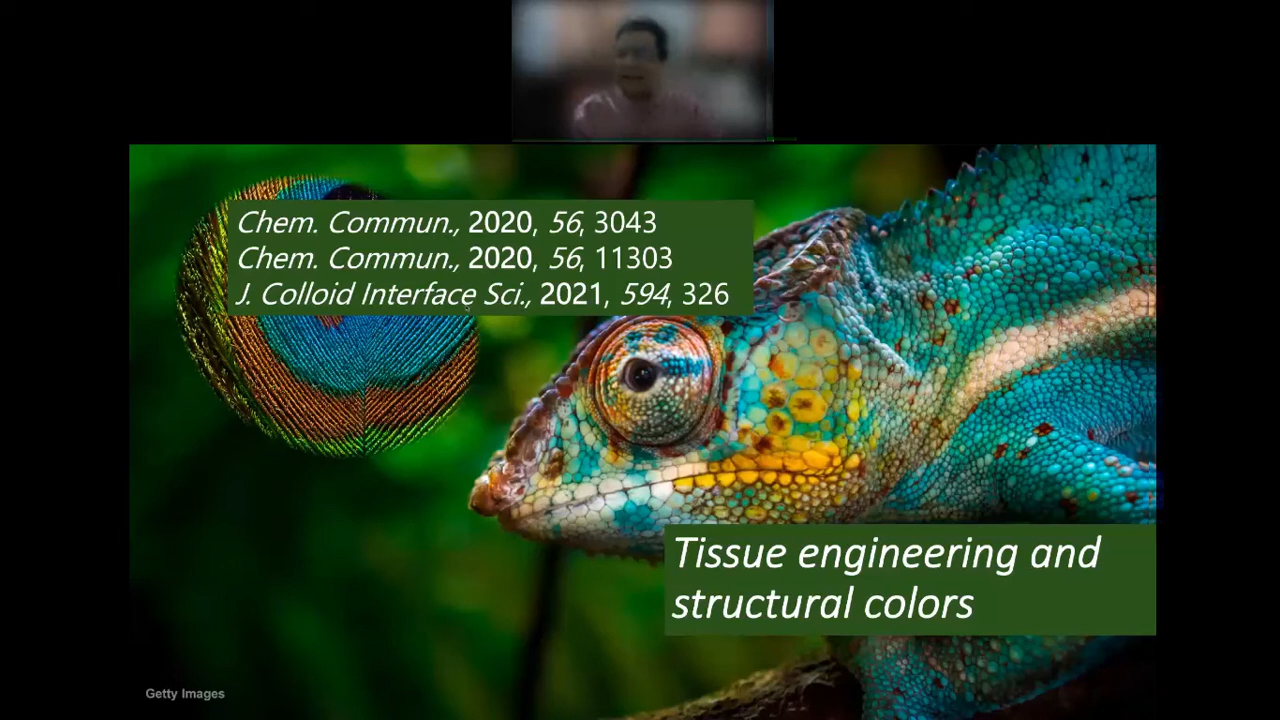 Chem. Commun., 2020, 56, 3043
Chem. Commun., 2020, 56, 11303
J. Colloid Interface Sci., 2021, 594, 326
Tissue engineering and
structural colors
Getty Images